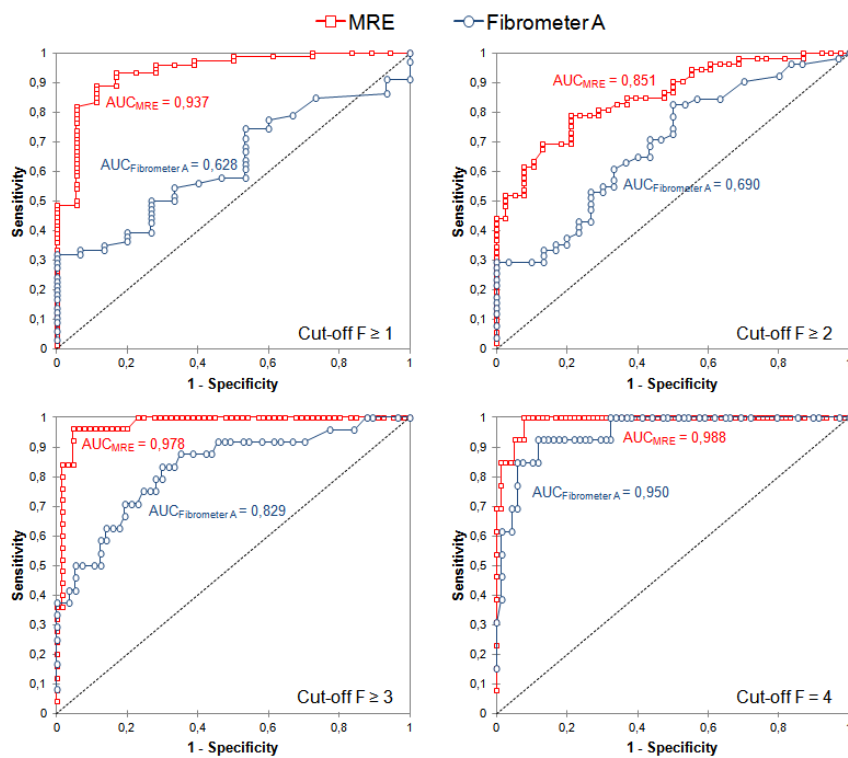 MRE Fibrometer A
1
0,9
0,8
0,7
0,6
0,5
0,4
0,3
0,2
0,1
0
Sensitivity
AUCMRE = 0,937
AUCFibrometer A = 0,628
Cut-off F ≥ 1
0 0,2 0,4 0,6 0,8 1
1 - Specificity
1
0,9
0,8
0,7
0,6
0,5
0,4
0,3
0,2
0,1
0
Sensitivity
AUCMRE = 0,851
AUCFibrometer A = 0,690
Cut-off F ≥ 2
0 0,2 0,4 0,6 0,8 1
1 - Specificity
1
0,9
0,8
0,7
0,6
0,5
0,4
0,3
0,2
0,1
0
Sensitivity
AUCMRE = 0,978
AUCFibrometer A = 0,829
Cut-off F ≥ 3
0 0,2 0,4 0,6 0,8 1
1 - Specificity
1
0,9
0,8
0,7
0,6
0,5
0,4
0,3
0,2
0,1
0
Sensitivity
AUCMRE = 0,988
AUCFibrometer A = 0,950
Cut-off F = 4
0 0,2 0,4 0,6 0,8 1
1 - Specificity